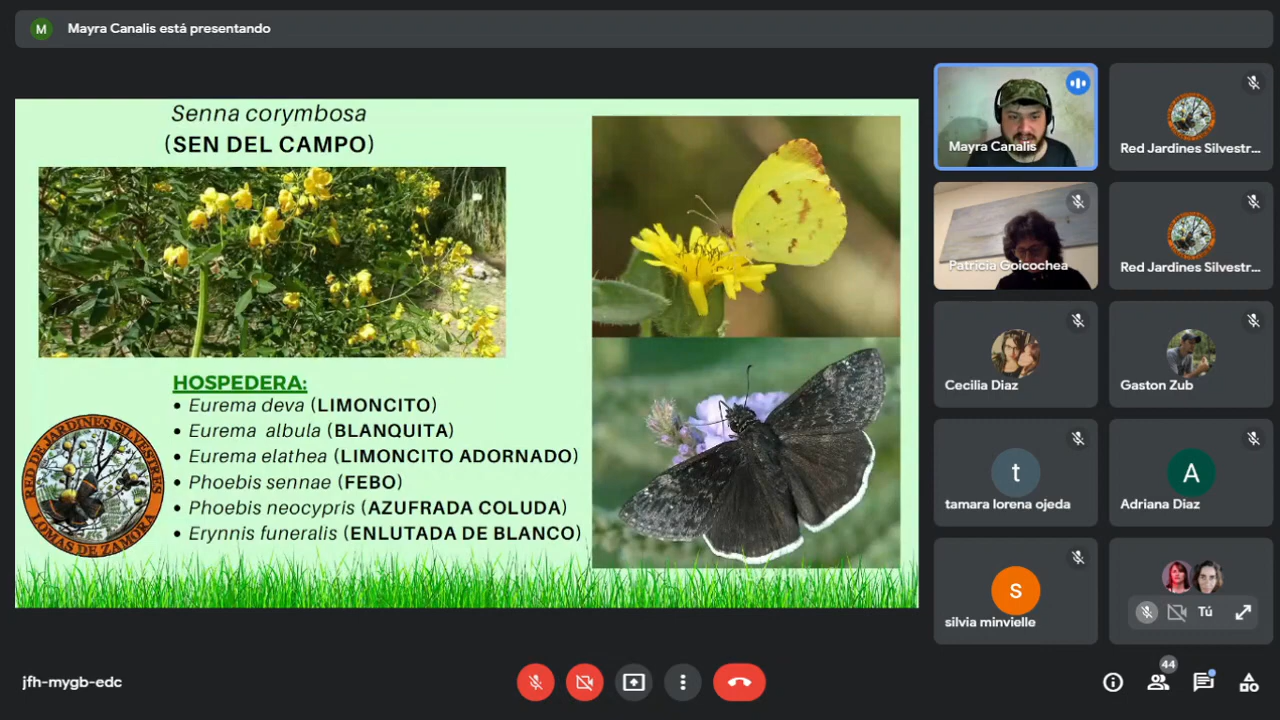 M
Mayra Canalis está presentando
Senna corymbosa
(SEN DEL CAMPO)
HOSPEDERA:
• Eurema deva (LIMONCITO)
• Eurema albula (BLANQUITA)
• Eurema elathea (LIMONCITO ADORNADO)
• Phoebis sennae (FEBO)
• Phoebis neocypris (AZUFRADA COLUDA)
• Erynnis funeralis (ENLUTADA DE BLANCO)
RED DE JARDINES SILVESTRES
LOMAS DE ZAMORA
Mayra Canalis
Red Jardines Silvestr...
Patricia Goicochea
Red Jardines Silvestr...
Cecilia Diaz
Gaston Zub
t
tamara lorena ojeda
A
Adriana Diaz
s
silvia minvielle
Tú
jfh-mygb-edc
44